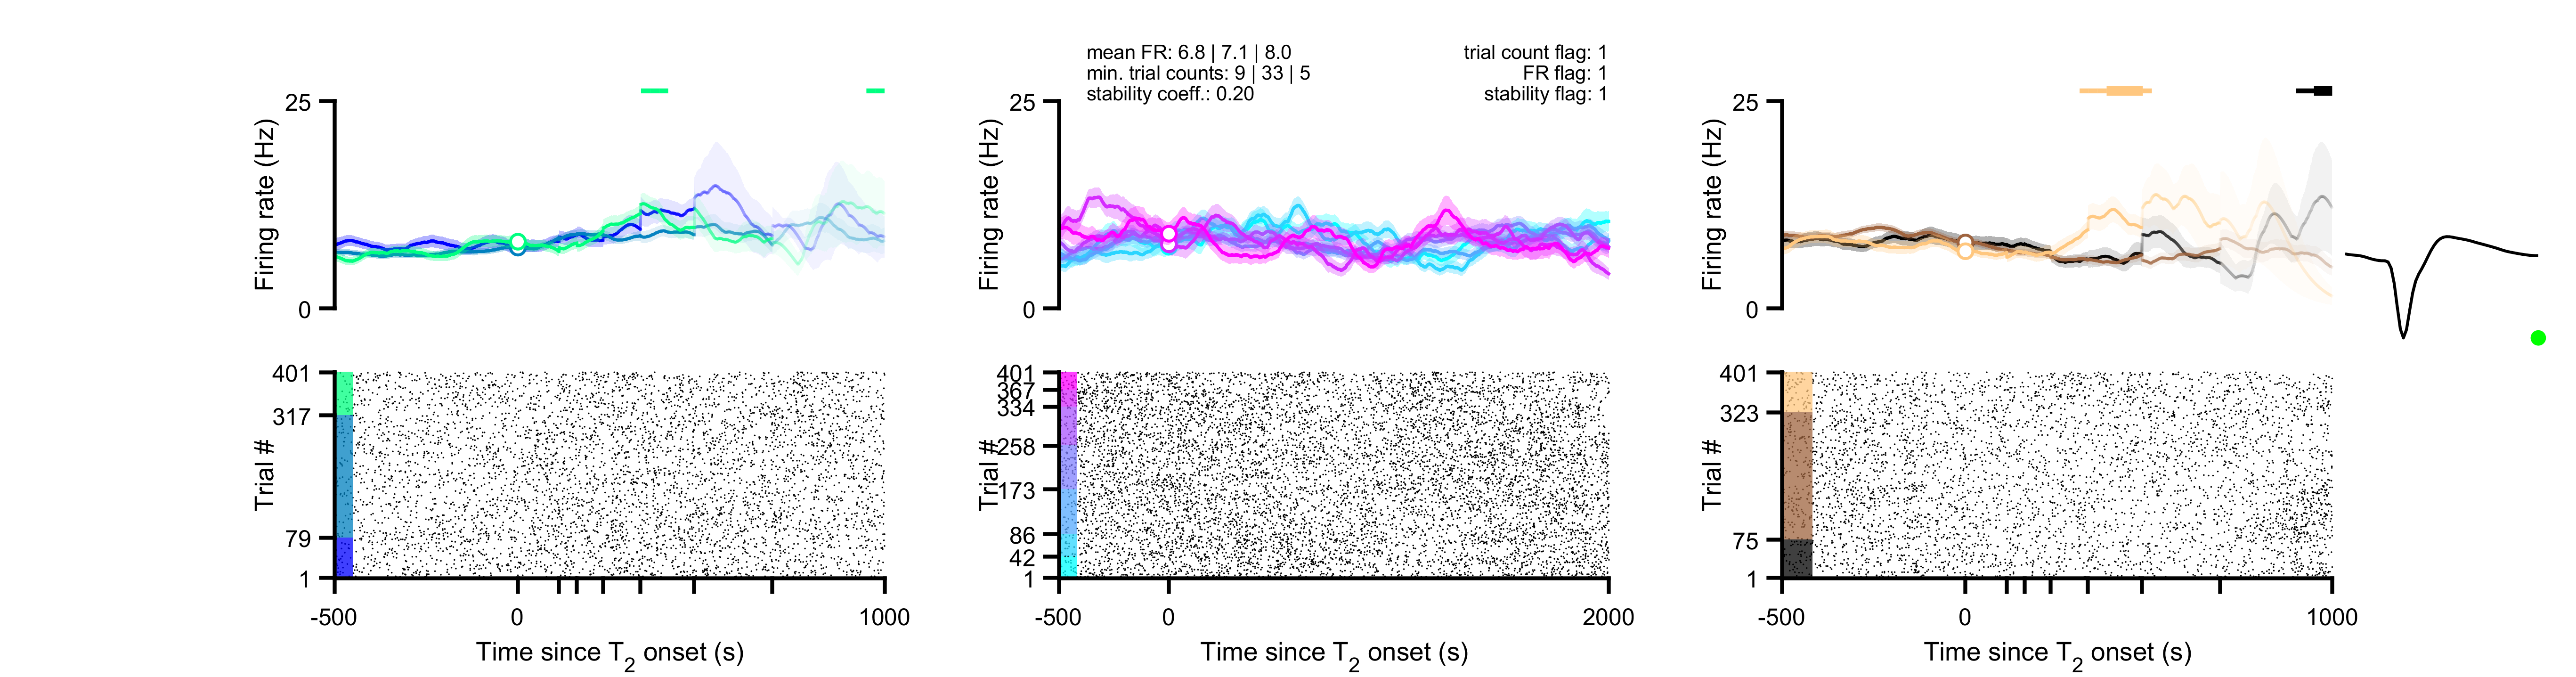 mean FR: 6.8 | 7.1 | 8.0
min. trial counts: 9 | 33 | 5
stability coeff.: 0.20
trial count flag: 1
FR flag: 1
stability flag: 1
25
Firing rate (Hz)
0
401
317
Trial #
79
1
-500
0
1000
Time since T2 onset (s)
25
Firing rate (Hz)
0
401
367
334
258
Trial #
173
86
42
1
-500
0
2000
Time since T2 onset (s)
25
Firing rate (Hz)
0
401
323
Trial #
75
1
-500
0
1000
Time since T2 onset (s)